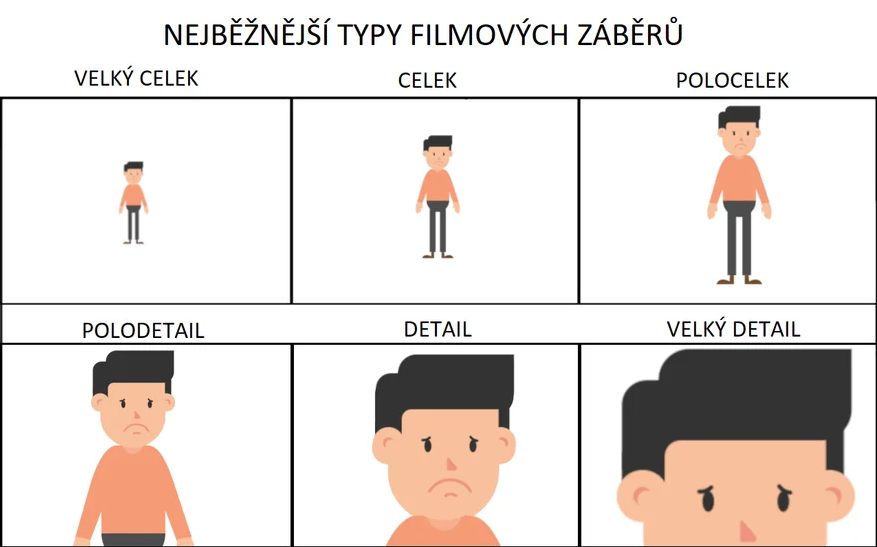 NEJBĚŽNĚJŠÍ TYPY FILMOVÝCH ZÁBĚRŮ
VELKÝ CELEK
CELEK
POLOCELEK
POLODETAIL
DETAIL
VELKÝ DETAIL